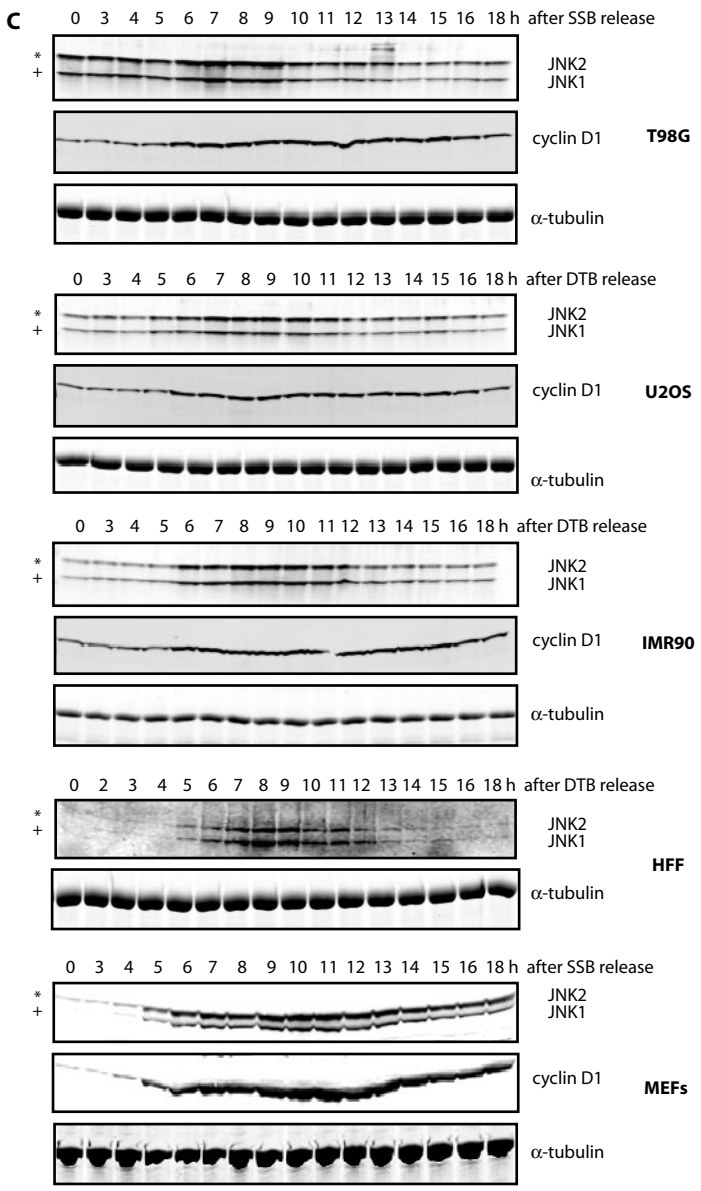 C
0 3 4 5 6 7 8 9 10 11 12 13 14 15 16 18 h after SSB release
* JNK2
+ JNK1
cyclin D1 T98G
α-tubulin
0 3 4 5 6 7 8 9 10 11 12 13 14 15 16 18 h after DTB release
* JNK2
+ JNK1
cyclin D1 U2OS
α-tubulin
0 3 4 5 6 7 8 9 10 11 12 13 14 15 16 18 h after DTB release
* JNK2
+ JNK1
cyclin D1 IMR90
α-tubulin
0 2 3 4 5 6 7 8 9 10 11 12 13 14 15 16 18 h after DTB release
* JNK2
+ JNK1
HFF
α-tubulin
0 3 4 5 6 7 8 9 10 11 12 13 14 15 16 18 h after SSB release
* JNK2
+ JNK1
cyclin D1 MEFs
α-tubulin